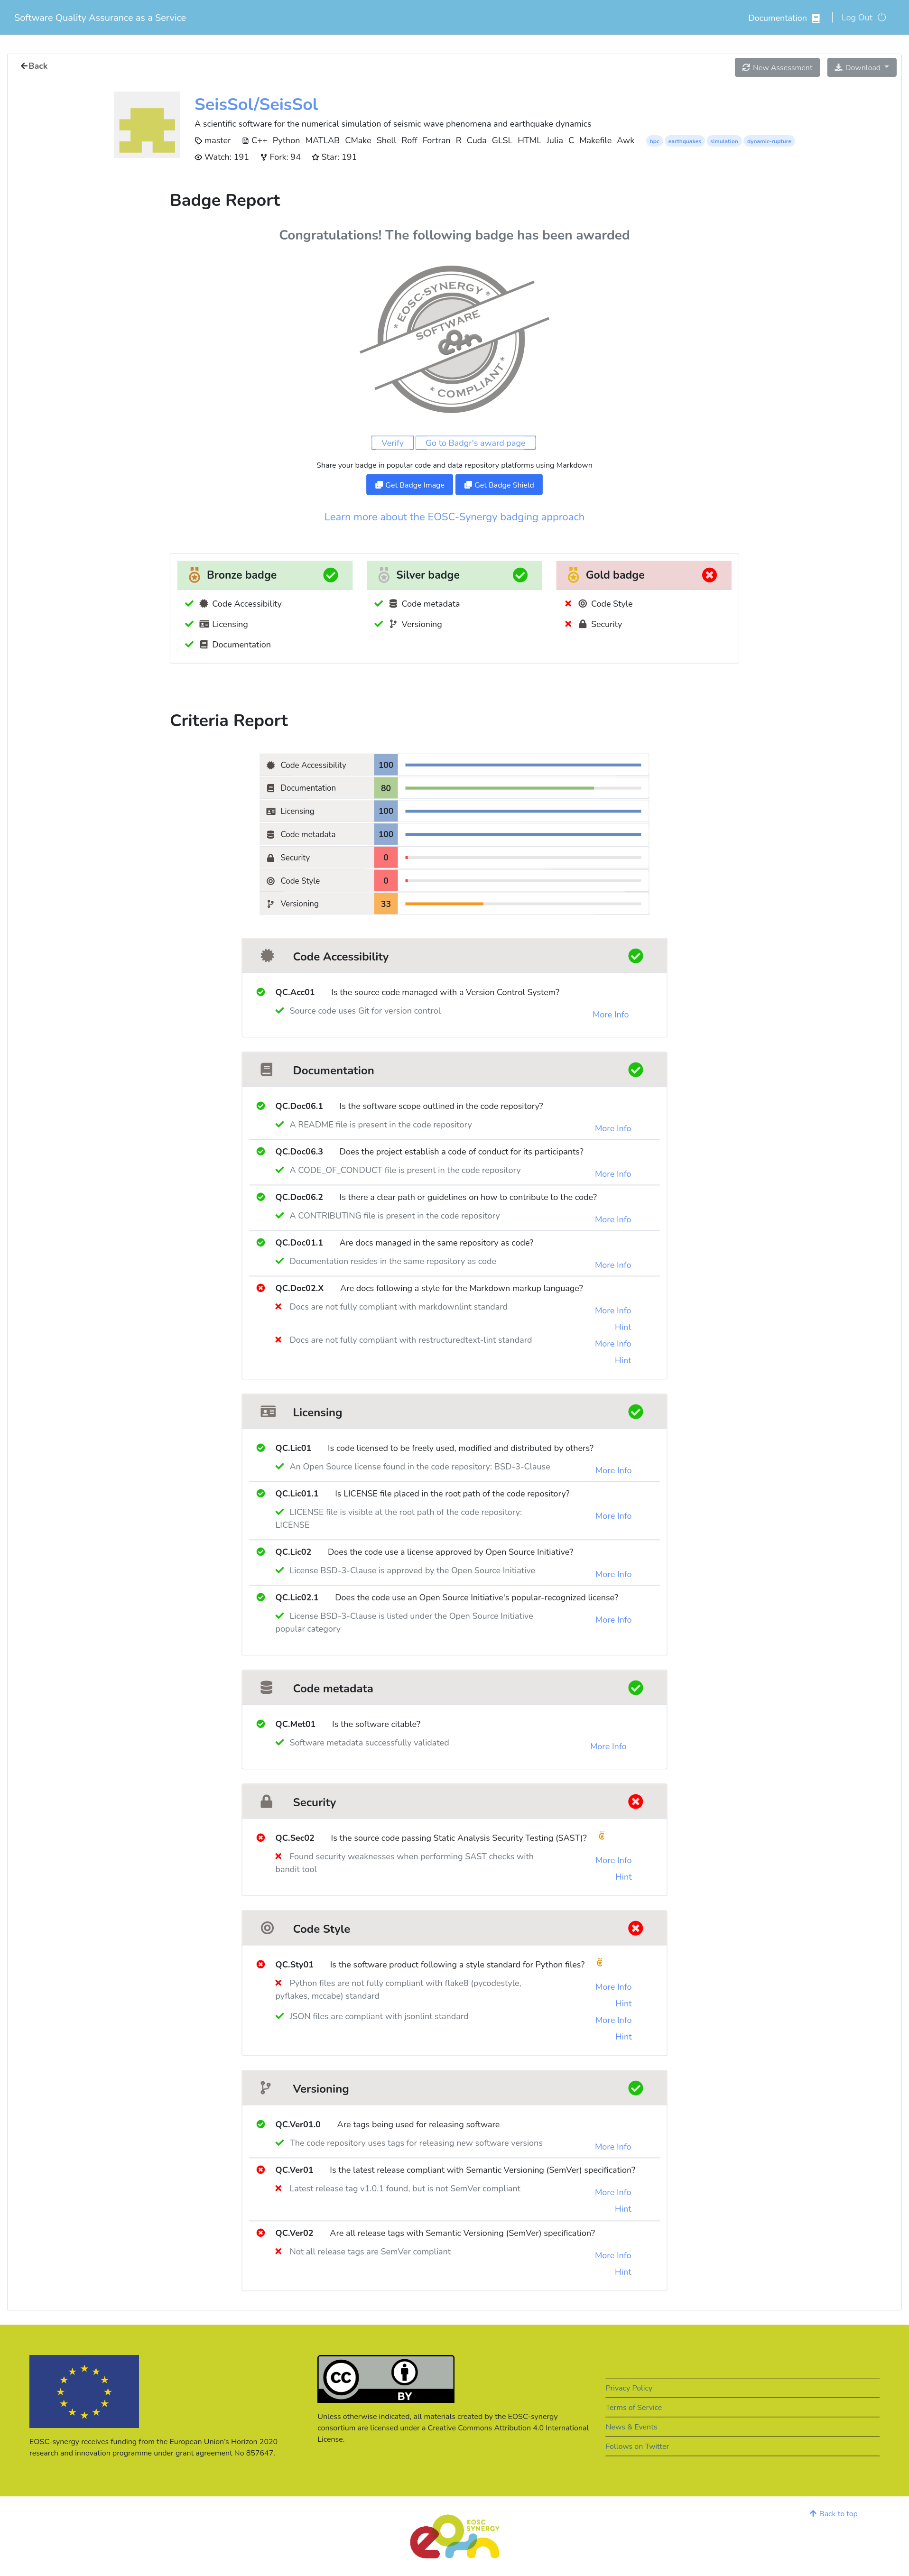 Software Quality Assurance as a Service
Documentation
Log Out
Back
New Assessment
Download
SeisSol/SeisSol
A scientific software for the numerical simulation of seismic wave phenomena and earthquake dynamics
master C++ Python MATLAB CMake Shell Roff Fortran R Cuda GLSL HTML Julia C Makefile Awk hpc earthquakes simulation dynamic-rupture
Watch: 191 Fork: 94 Star: 191
Badge Report
Congratulations! The following badge has been awarded
EOSC-SYNERGY
SOFTWARE
COMPLIANT
Verify
Go to Badgr's award page
Share your badge in popular code and data repository platforms using Markdown
Get Badge Image
Get Badge Shield
Learn more about the EOSC-Synergy badging approach
Bronze badge
Code Accessibility
Licensing
Documentation
Silver badge
Code metadata
Versioning
Gold badge
Code Style
Security
Criteria Report
Code Accessibility 100
Documentation 80
Licensing 100
Code metadata 100
Security 0
Code Style 0
Versioning 33
Code Accessibility
QC.Acc01 Is the source code managed with a Version Control System?
Source code uses Git for version control
More Info
Documentation
QC.Doc06.1 Is the software scope outlined in the code repository?
A README file is present in the code repository
More Info
QC.Doc06.3 Does the project establish a code of conduct for its participants?
A CODE_OF_CONDUCT file is present in the code repository
More Info
QC.Doc06.2 Is there a clear path or guidelines on how to contribute to the code?
A CONTRIBUTING file is present in the code repository
More Info
QC.Doc01.1 Are docs managed in the same repository as code?
Documentation resides in the same repository as code
More Info
QC.Doc02.X Are docs following a style for the Markdown markup language?
Docs are not fully compliant with markdownlint standard
More Info
Hint
Docs are not fully compliant with restructuredtext-lint standard
More Info
Hint
Licensing
QC.Lic01 Is code licensed to be freely used, modified and distributed by others?
An Open Source license found in the code repository: BSD-3-Clause
More Info
QC.Lic01.1 Is LICENSE file placed in the root path of the code repository?
LICENSE file is visible at the root path of the code repository:
LICENSE
More Info
QC.Lic02 Does the code use a license approved by Open Source Initiative?
License BSD-3-Clause is approved by the Open Source Initiative
More Info
QC.Lic02.1 Does the code use an Open Source Initiative's popular-recognized license?
License BSD-3-Clause is listed under the Open Source Initiative
popular category
More Info
Code metadata
QC.Met01 Is the software citable?
Software metadata successfully validated
More Info
Security
QC.Sec02 Is the source code passing Static Analysis Security Testing (SAST)?
Found security weaknesses when performing SAST checks with
bandit tool
More Info
Hint
Code Style
QC.Sty01 Is the software product following a style standard for Python files?
Python files are not fully compliant with flake8 (pycodestyle,
pyflakes, mccabe) standard
More Info
Hint
JSON files are compliant with jsonlint standard
More Info
Hint
Versioning
QC.Ver01.0 Are tags being used for releasing software
The code repository uses tags for releasing new software versions
More Info
QC.Ver01 Is the latest release compliant with Semantic Versioning (SemVer) specification?
Latest release tag v1.0.1 found, but is not SemVer compliant
More Info
Hint
QC.Ver02 Are all release tags with Semantic Versioning (SemVer) specification?
Not all release tags are SemVer compliant
More Info
Hint
EOSC-synergy receives funding from the European Union's Horizon 2020
research and innovation programme under grant agreement No 857647.
CC
BY
Unless otherwise indicated, all materials created by the EOSC-synergy
consortium are licensed under a Creative Commons Attribution 4.0 International
License.
Privacy Policy
Terms of Service
News & Events
Follows on Twitter
Back to top
EOSC
SYNERGY